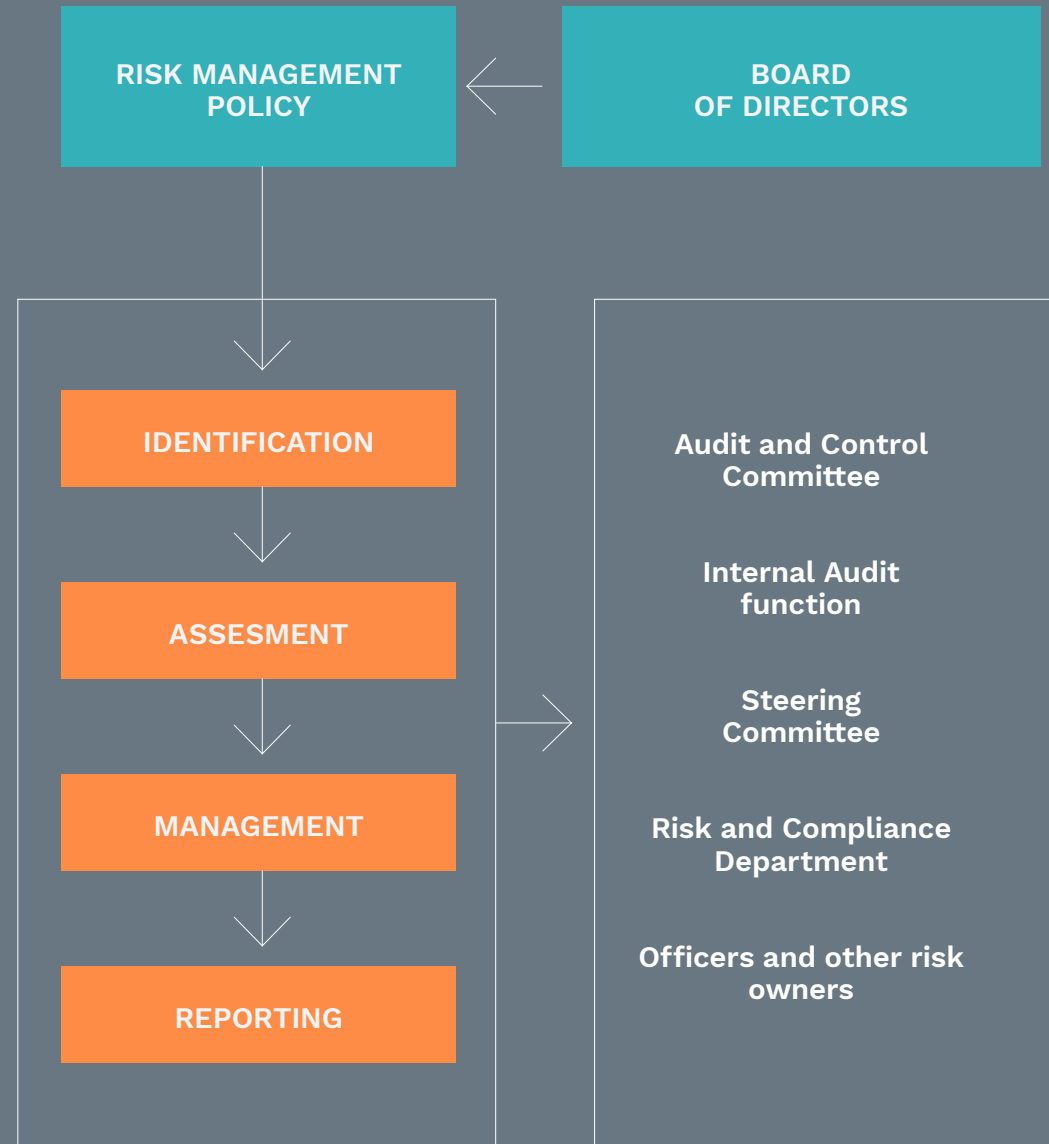 RISK MANAGEMENT
POLICY
BOARD
OF DIRECTORS
IDENTIFICATION
ASSESMENT
MANAGEMENT
REPORTING
Audit and Control
Committee
Internal Audit
function
Steering
Committee
Risk and Compliance
Department
Officers and other risk
owners